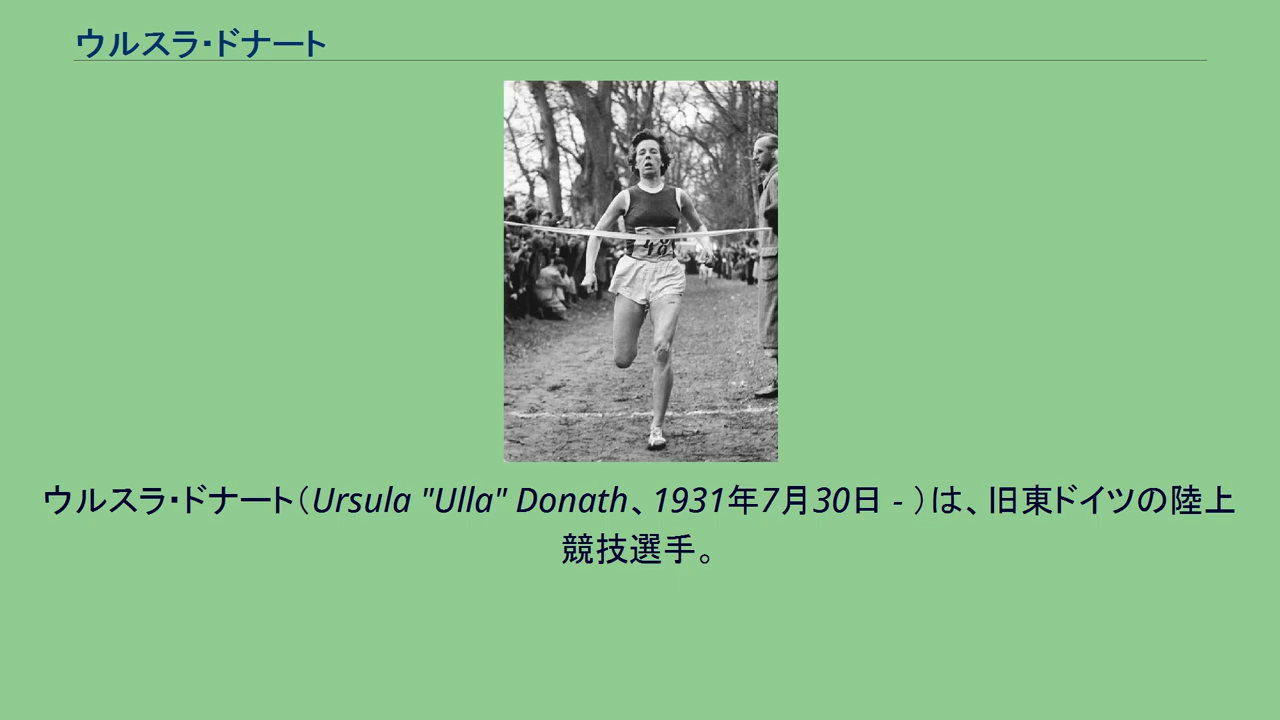 ウルスラ・ドナート
48
ウルスラ・ドナート（Ursula "Ulla" Donath、1931年7月30日 - ）は、旧東ドイツの陸上
競技選手。